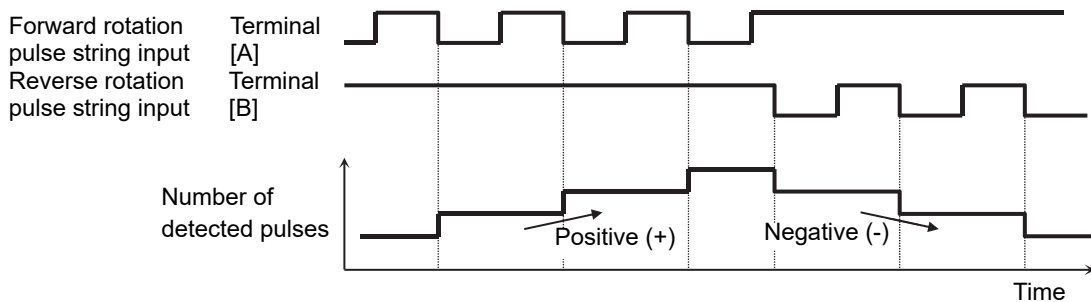 Forward rotation Terminal
pulse string input [A]
Reverse rotation Terminal
pulse string input [B]
Number of
detected pulses
Positive (+)
Negative (-)
Time